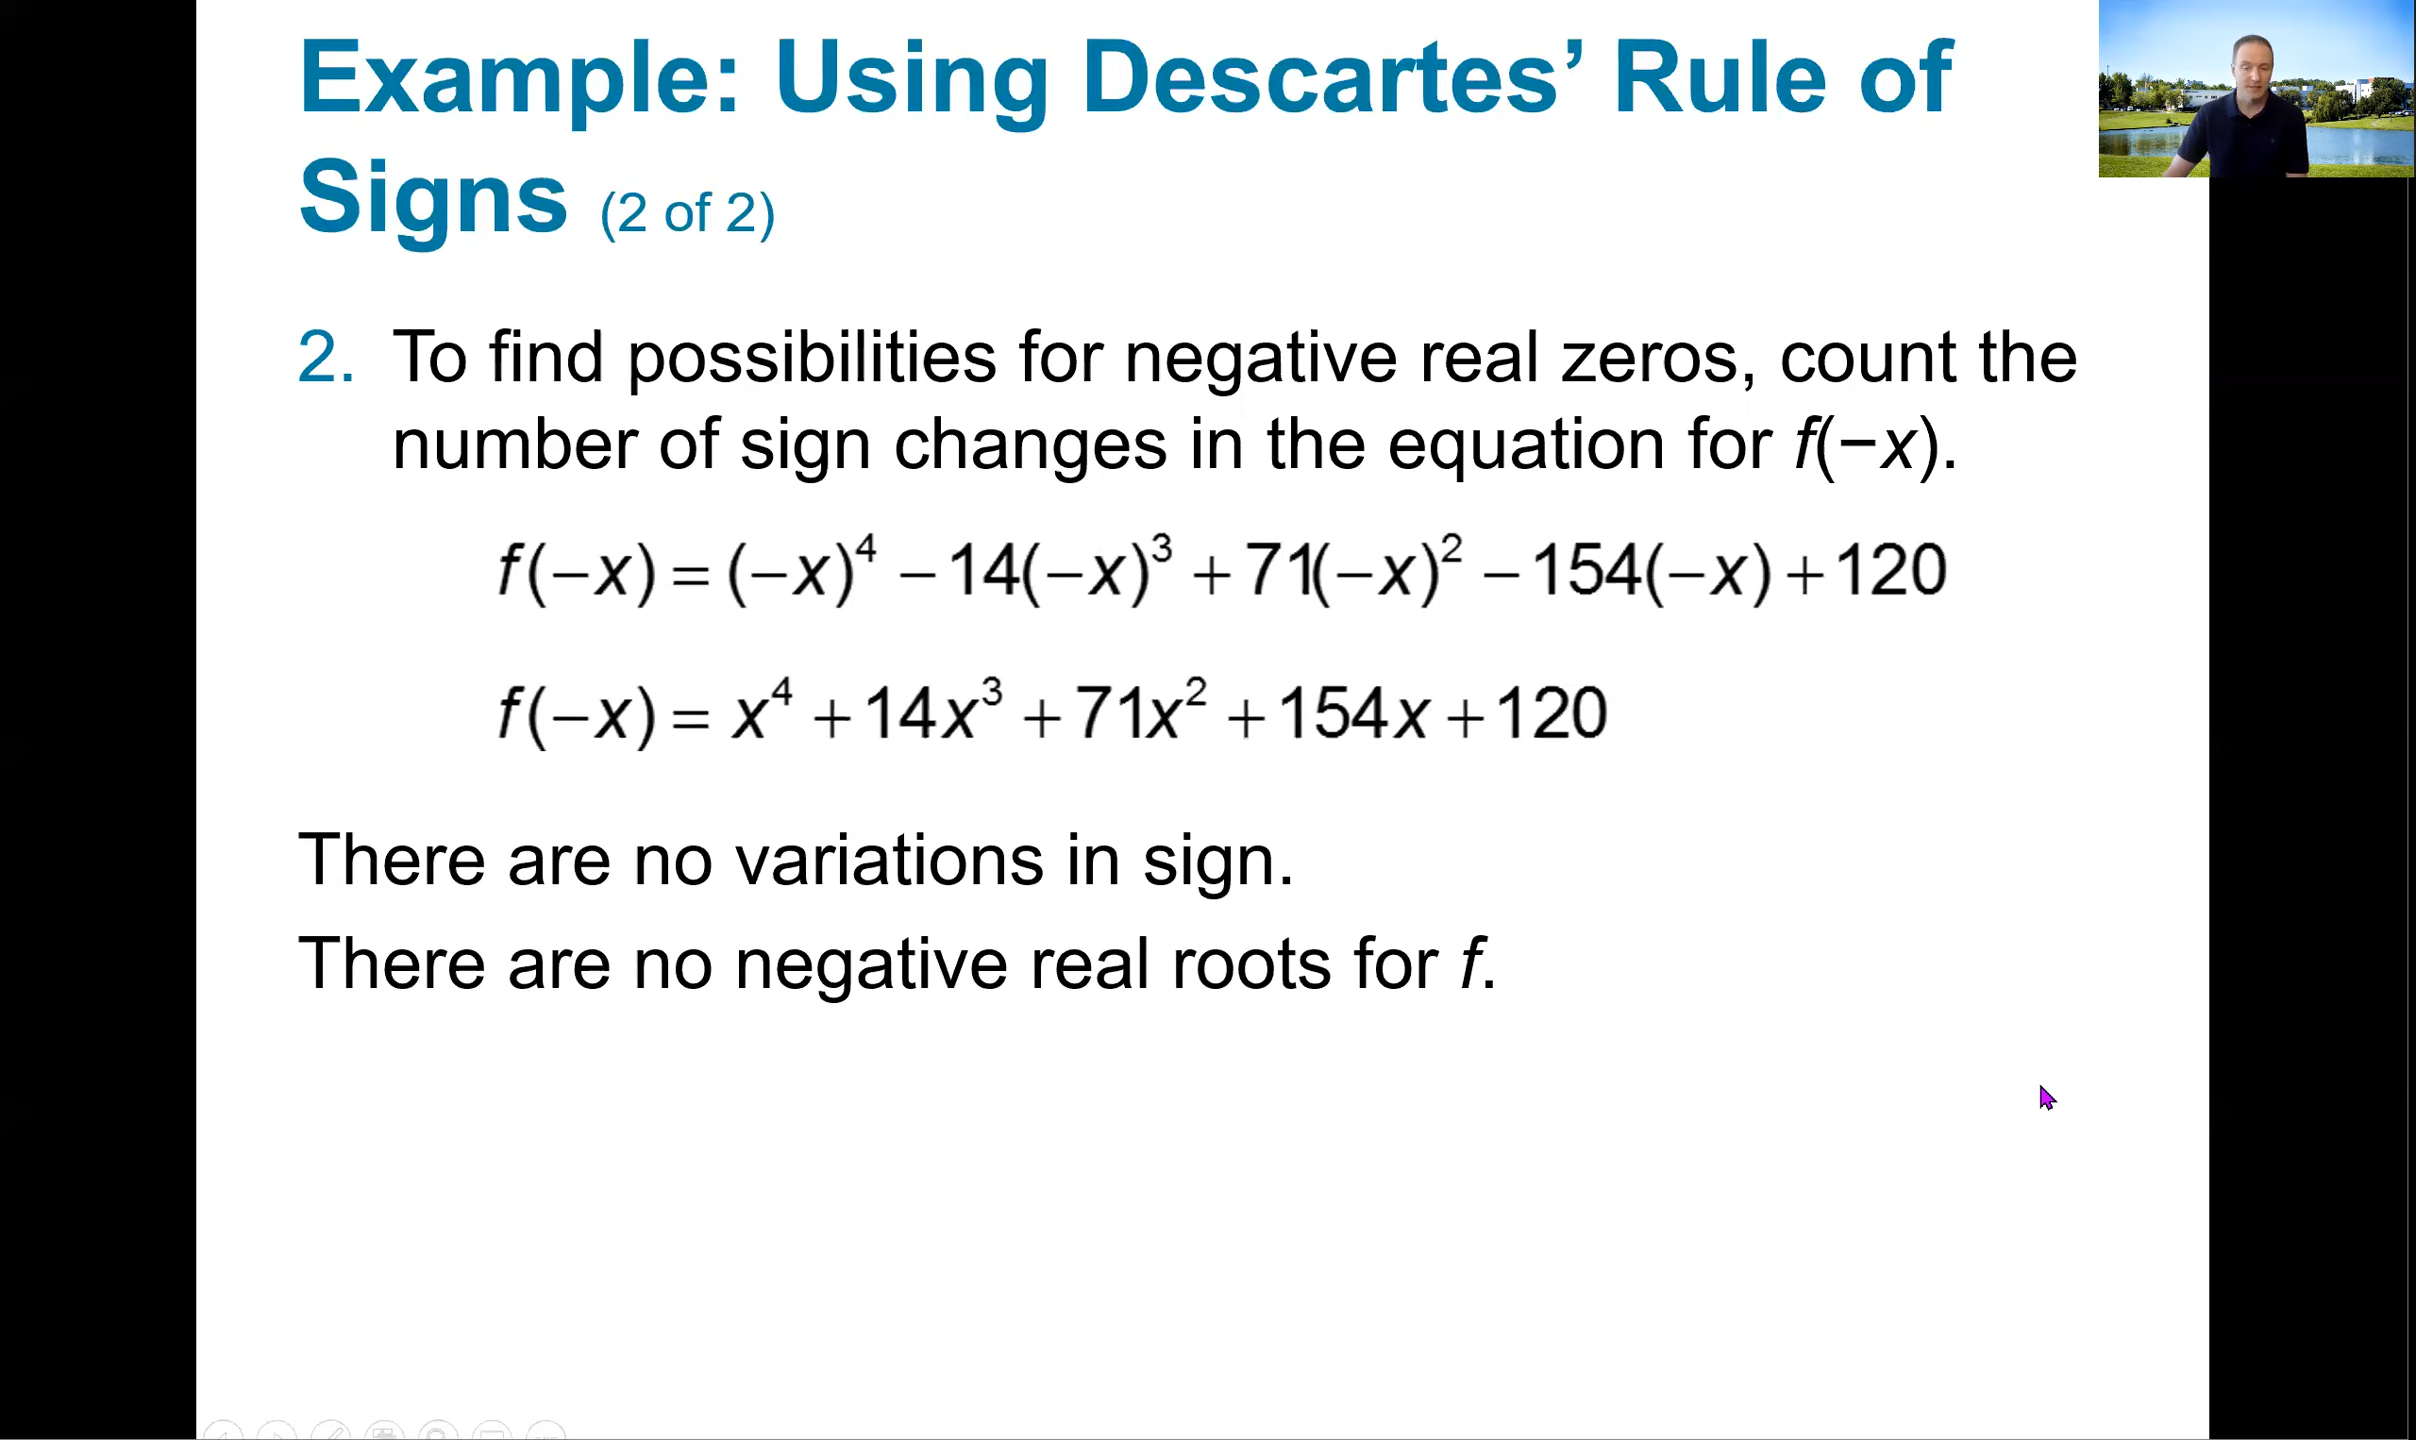 Example: Using Descartes’ Rule of
Signs (2 of 2)
2. To find possibilities for negative real zeros, count the
number of sign changes in the equation for f(−x).
f(−x) = (−x)⁴ − 14(−x)³ + 71(−x)² − 154(−x) + 120
f(−x) = x⁴ + 14x³ + 71x² + 154x + 120
There are no variations in sign.
There are no negative real roots for f.